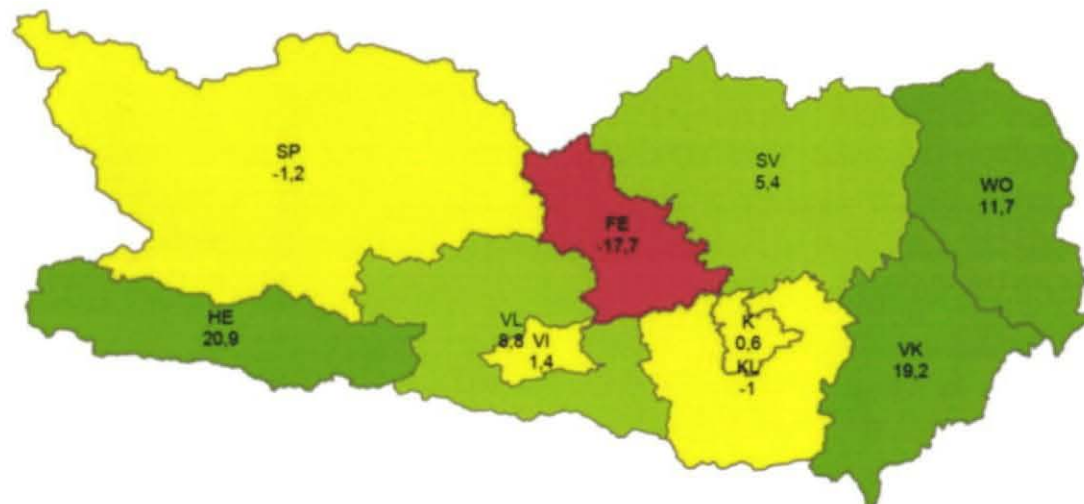 SP
-1,2
SV
5,4
WO
11,7
FE
-17,7
HE
20,9
VL
8,8
VI
1,4
K
0,6
KL
-1
VK
19,2